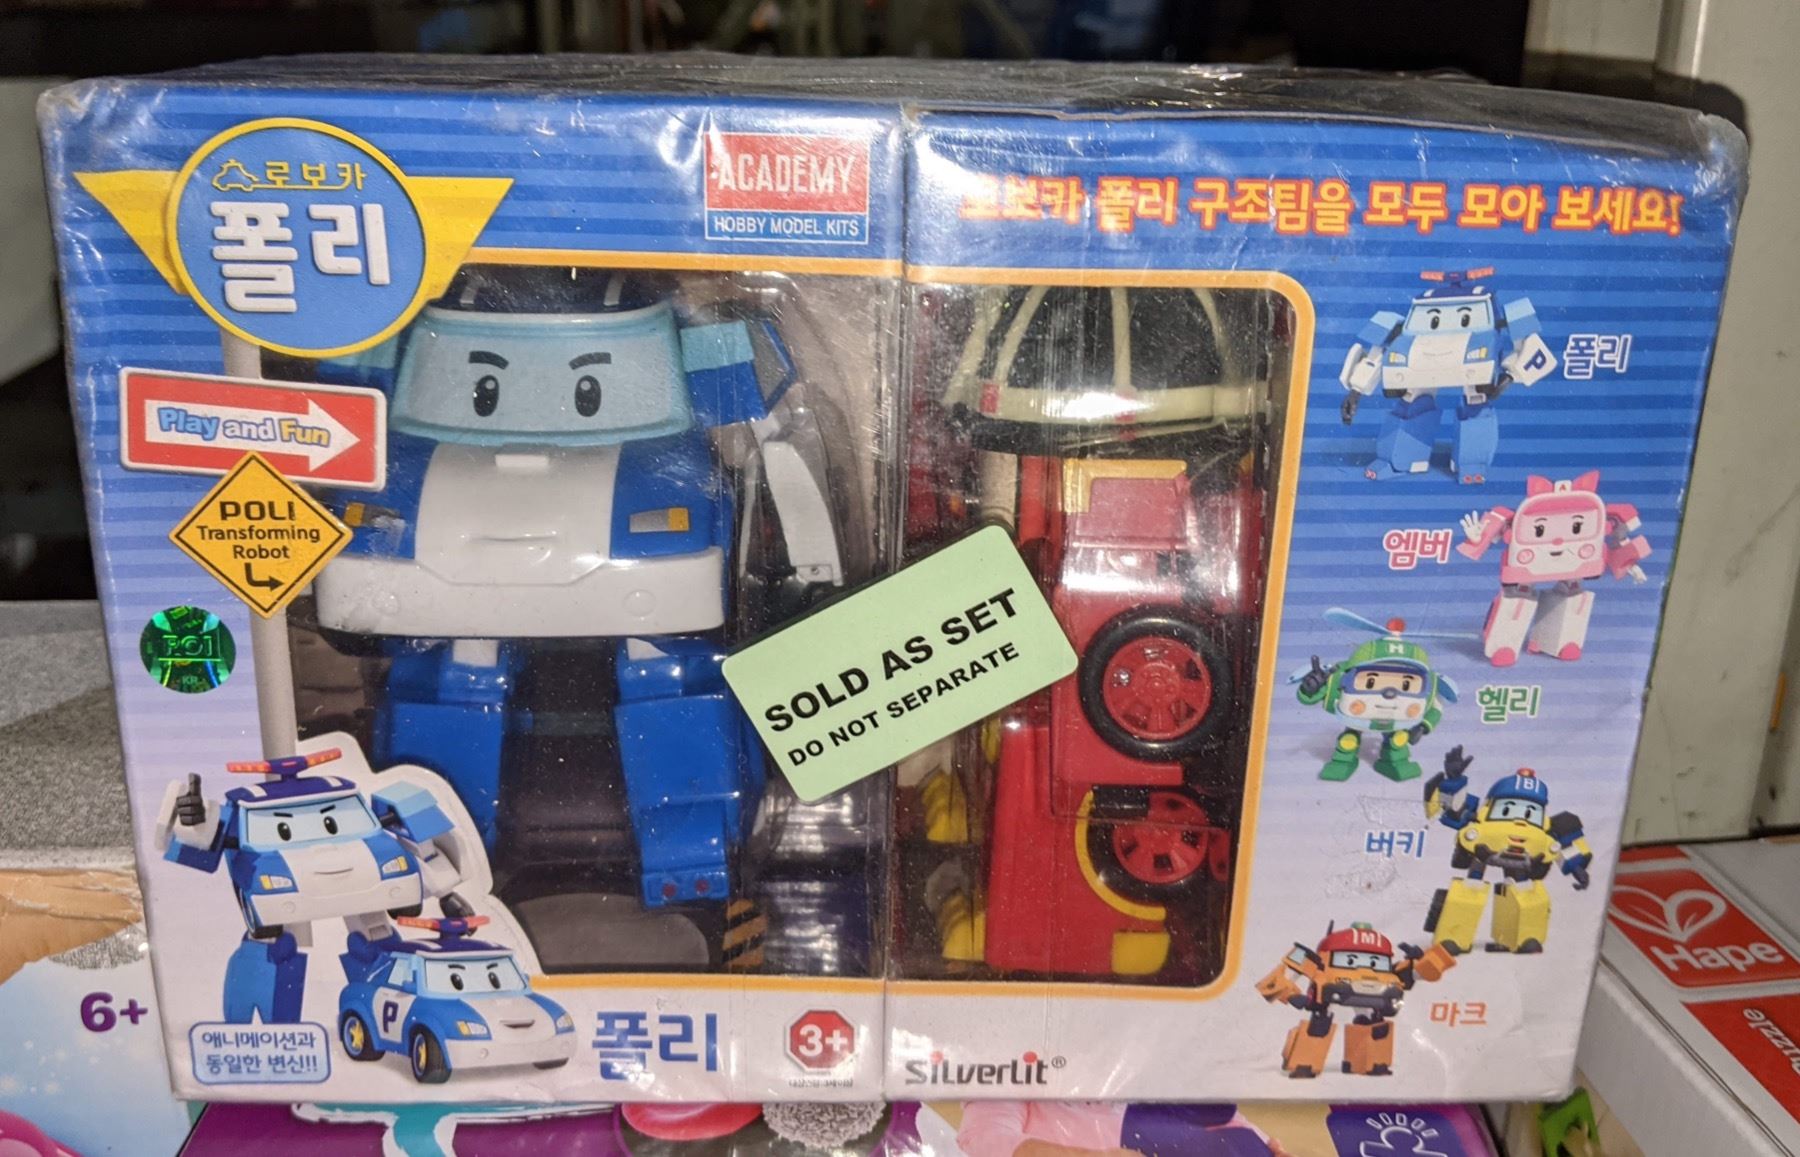 로보카
폴리
ACADEMY
HOBBY MODEL KITS
로보카 폴리 구조팀을 모두 모아 보세요!
Play and Fun
POLI
Transforming
Robot
KR
SOLD AS SET
DO NOT SEPARATE
P
폴리
엠버
H
헬리
B
버키
M
마크
P
애니메이션과
동일한 변신!!
폴리
3+
Silverlit®
6+
Hape
uzzle